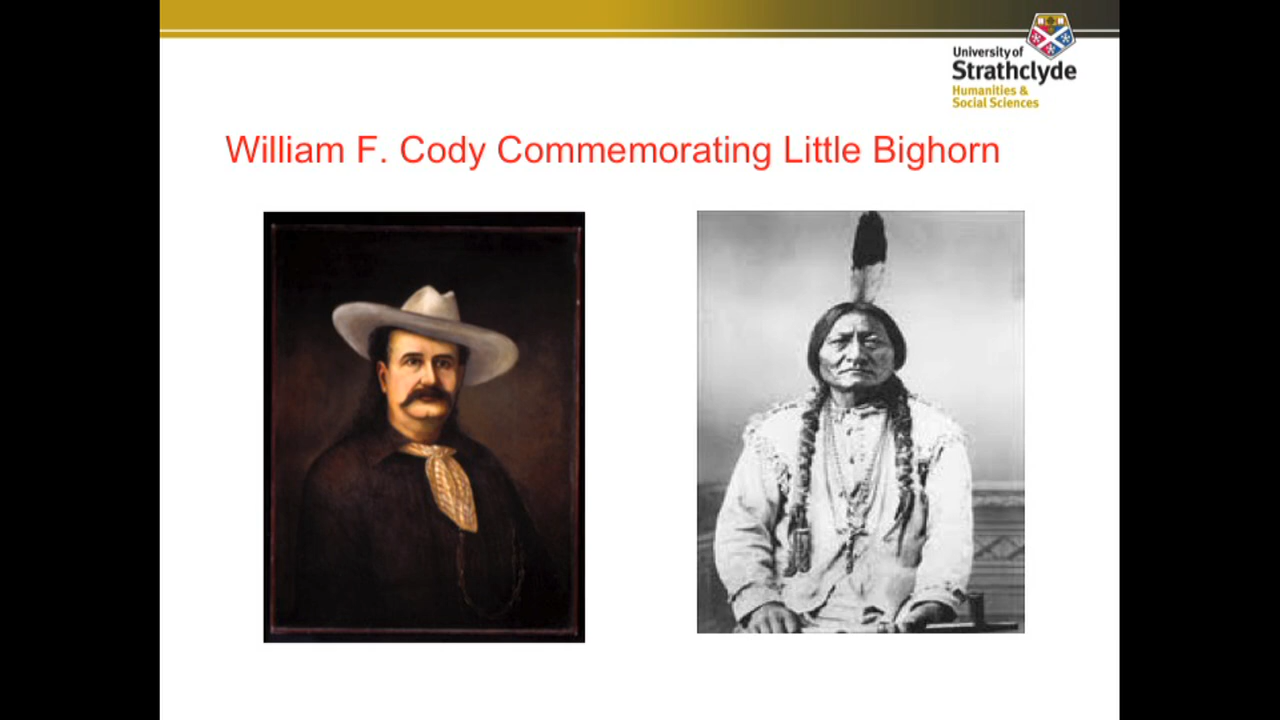 University of
Strathclyde
Humanities &
Social Sciences
William F. Cody Commemorating Little Bighorn